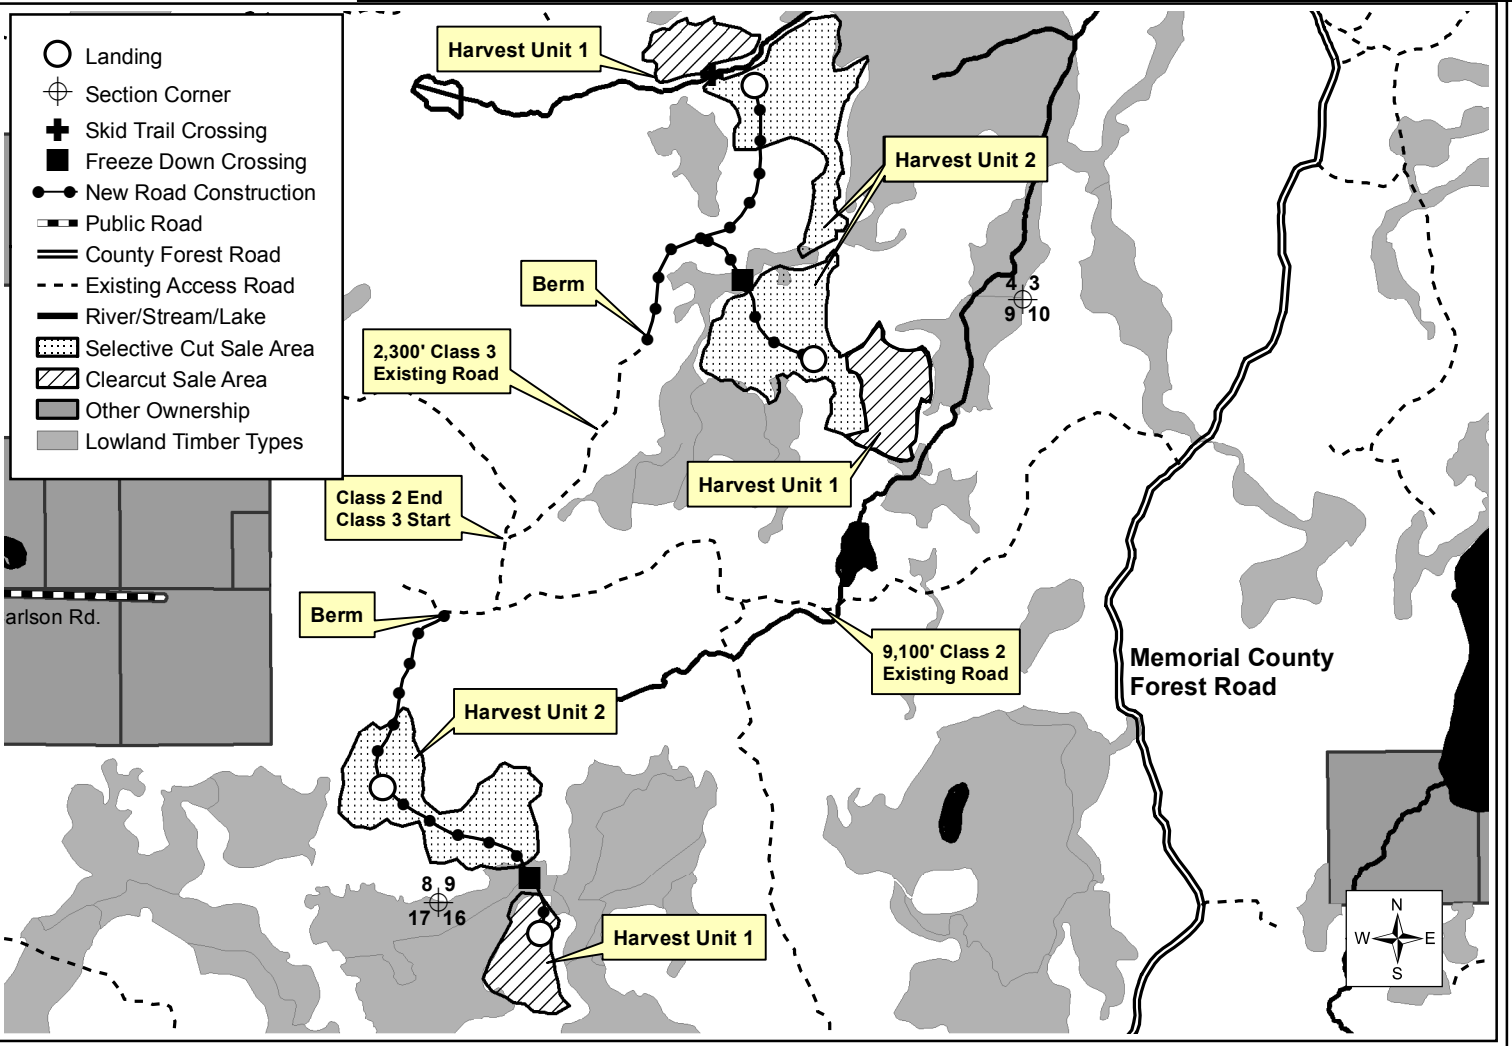 Landing
Section Corner
Skid Trail Crossing
Freeze Down Crossing
New Road Construction
Public Road
County Forest Road
Existing Access Road
River/Stream/Lake
Selective Cut Sale Area
Clearcut Sale Area
Other Ownership
Lowland Timber Types
Harvest Unit 1
Harvest Unit 2
Berm
4 3
9 10
2,300' Class 3
Existing Road
Harvest Unit 1
Class 2 End
Class 3 Start
arlson Rd.
Berm
9,100' Class 2
Existing Road
Memorial County
Forest Road
Harvest Unit 2
8 9
17 16
Harvest Unit 1
N
W E
S